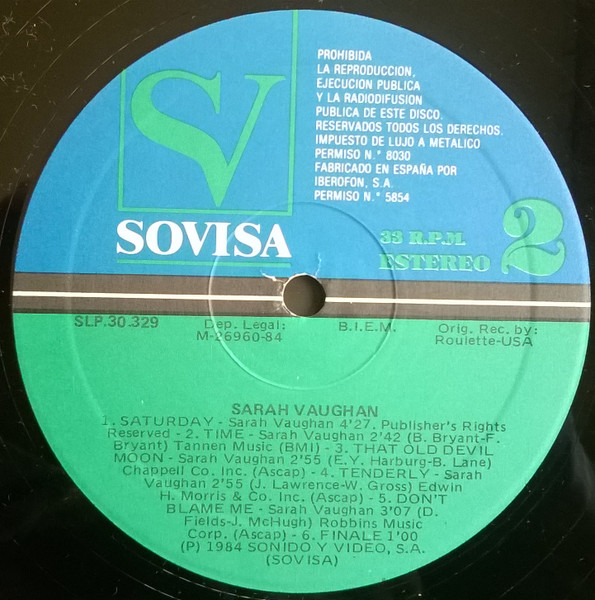 SV
PROHIBIDA
LA REPRODUCCION,
EJECUCION PUBLICA
Y LA RADIODIFUSION
PUBLICA DE ESTE DISCO.
RESERVADOS TODOS LOS DERECHOS.
IMPUESTO DE LUJO A METALICO
PERMISO N.° 8030
FABRICADO EN ESPAÑA POR
IBEROFON, S.A.
PERMISO N.° 5854
SOVISA
33 R.P.M.
ESTEREO
2
SLP.30.329
Dep. Legal:
M-26960-84
B.I.E.M.
Orig. Rec. by:
Roulette-USA
SARAH VAUGHAN
1. SATURDAY - Sarah Vaughan 4'27. Publisher's Rights
Reserved - 2. TIME - Sarah Vaughan 2'42 (B. Bryant-F.
Bryant) Tannen Music (BMI) - 3. THAT OLD DEVIL
MOON - Sarah Vaughan 2'55 (E.Y. Harburg-B. Lane)
Chappell Co. Inc. (Ascap) - 4. TENDERLY - Sarah
Vaughan 2'55 (J. Lawrence-W. Gross) Edwin
H. Morris & Co. Inc. (Ascap) - 5. DON'T
BLAME ME - Sarah Vaughan 3'07 (D.
Fields-J. McHugh) Robbins Music
Corp. (Ascap) - 6. FINALE 1'00
(P) 1984 SONIDO Y VIDEO, S.A.
(SOVISA)